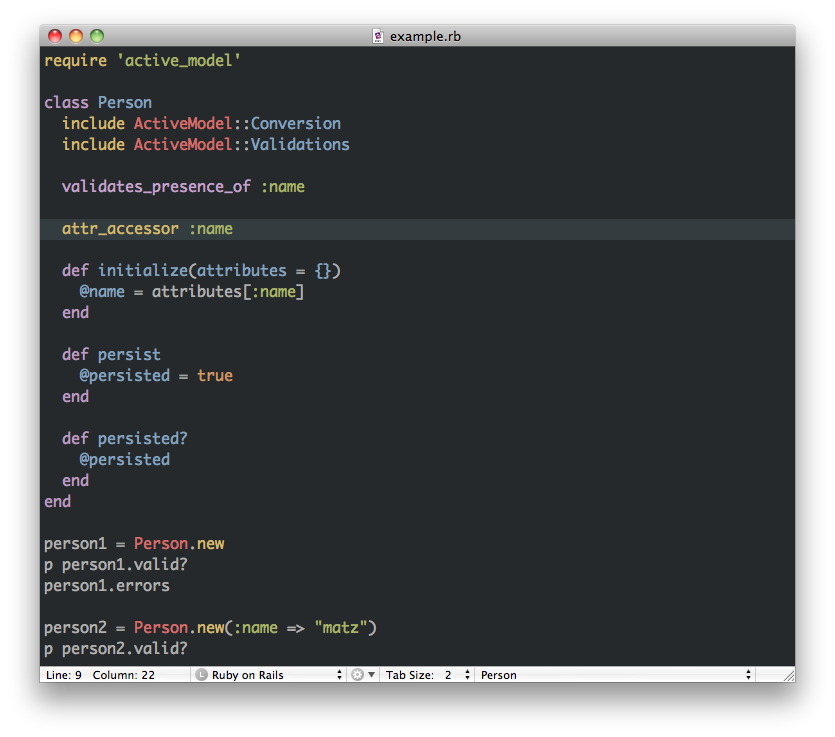 example.rb
require 'active_model'
class Person
  include ActiveModel::Conversion
  include ActiveModel::Validations
  validates_presence_of :name
  attr_accessor :name
  def initialize(attributes = {})
    @name = attributes[:name]
  end
  def persist
    @persisted = true
  end
  def persisted?
    @persisted
  end
end
person1 = Person.new
p person1.valid?
person1.errors
person2 = Person.new(:name => "matz")
p person2.valid?
Line: 9 Column: 22 L Ruby on Rails Tab Size: 2 Person